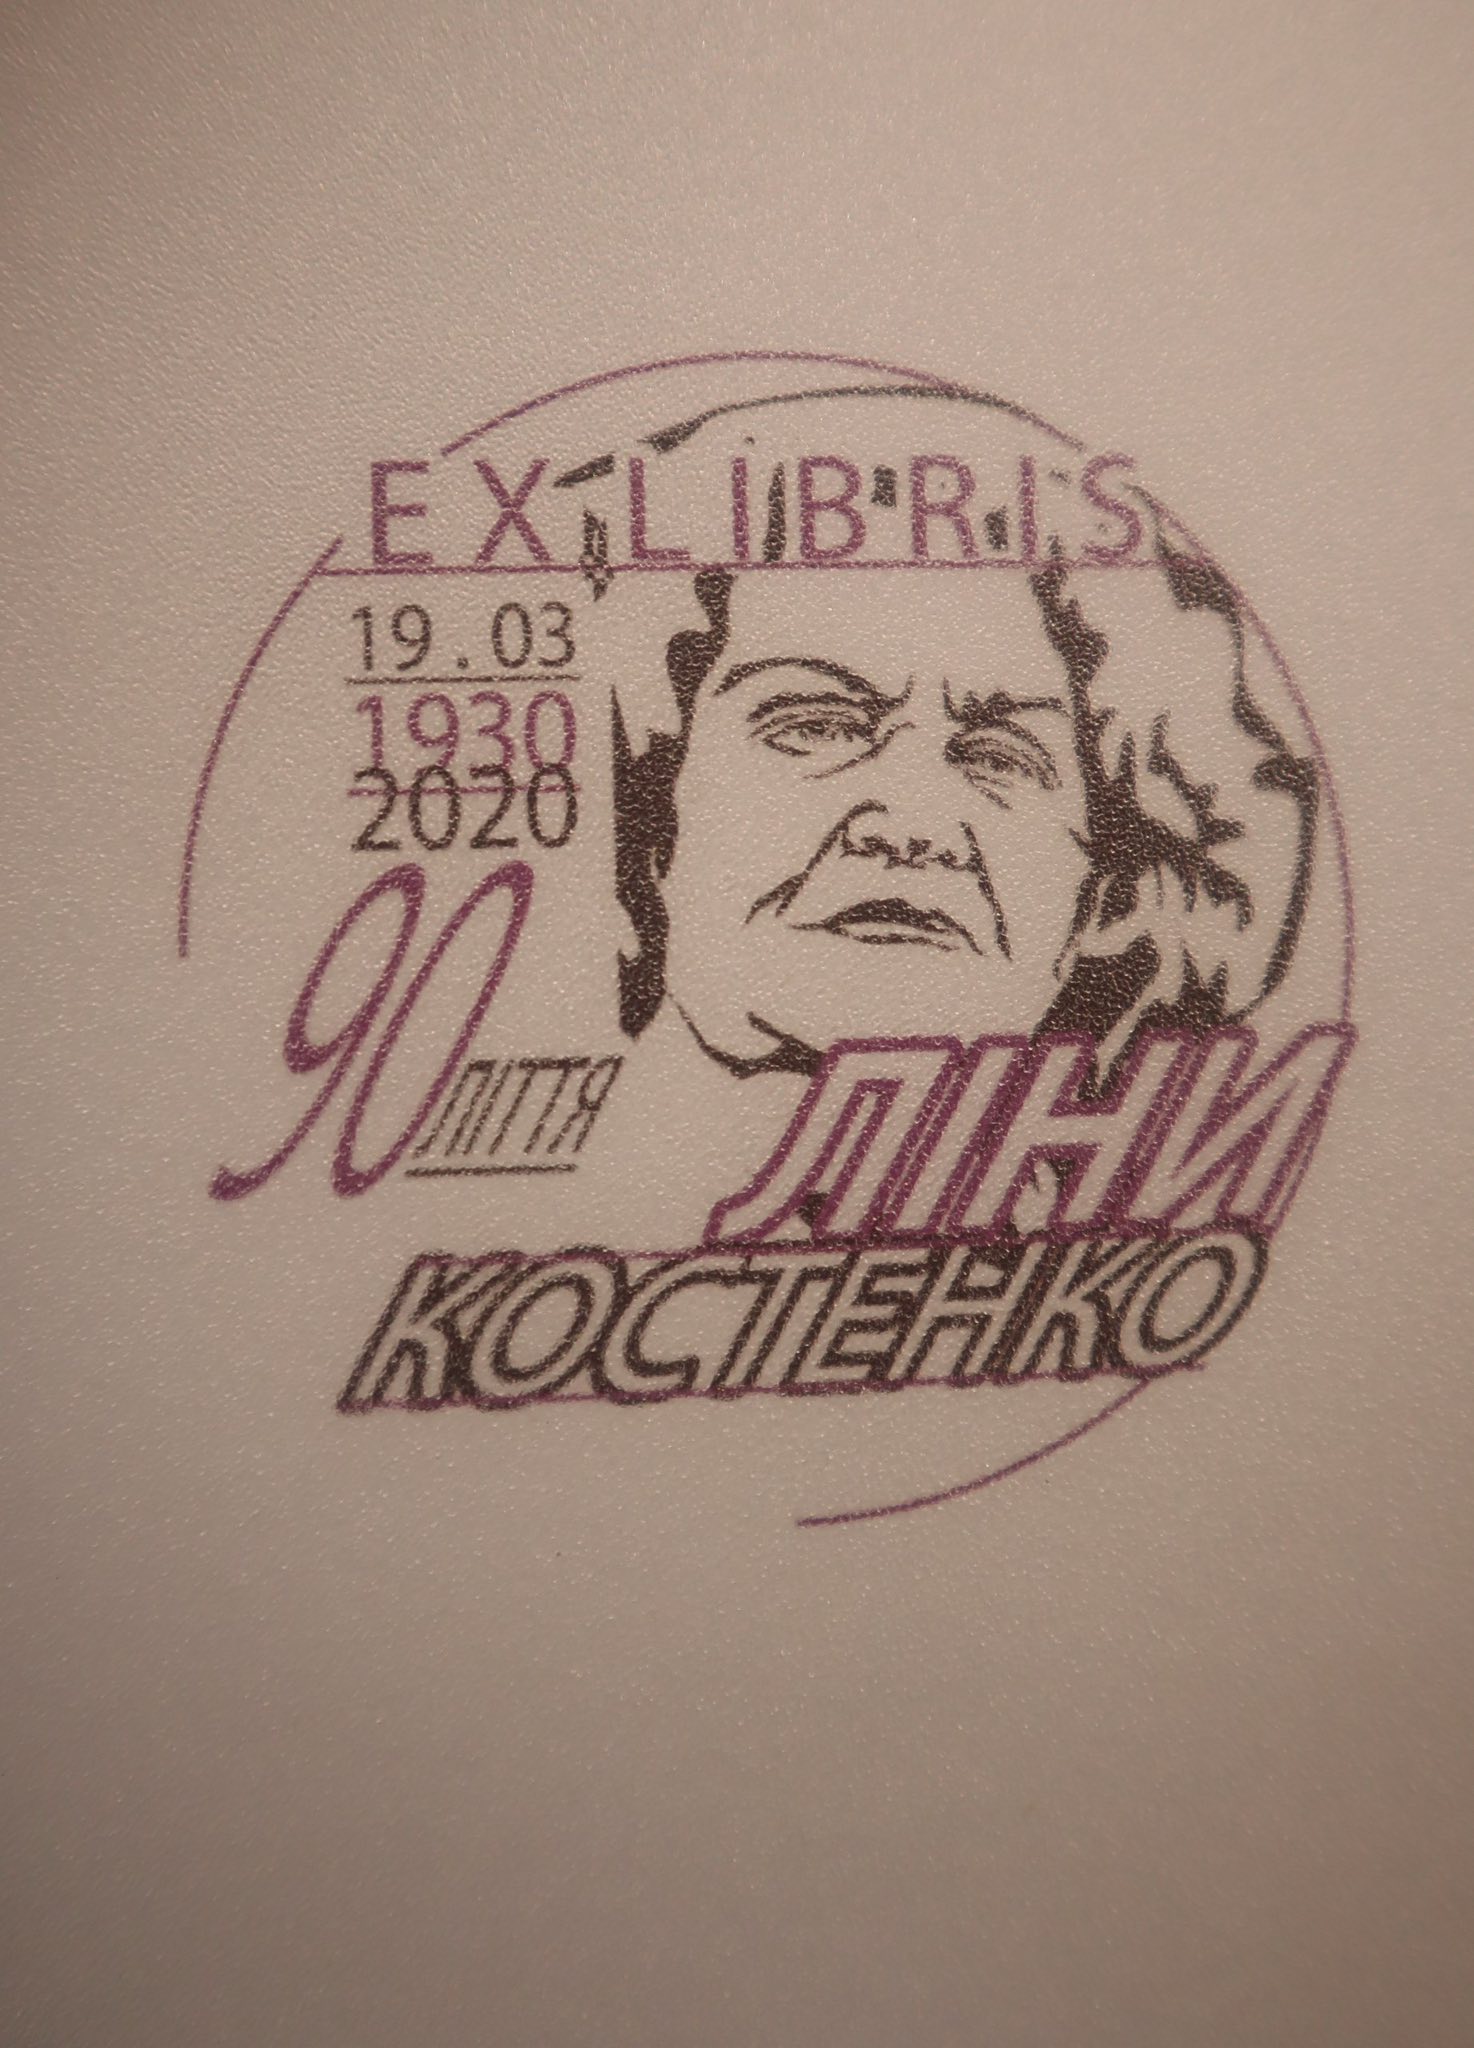 EX LIBRIS
19.03
1930
2020
90 ЛІТТЯ
ЛІНИ
КОСТЕНКО